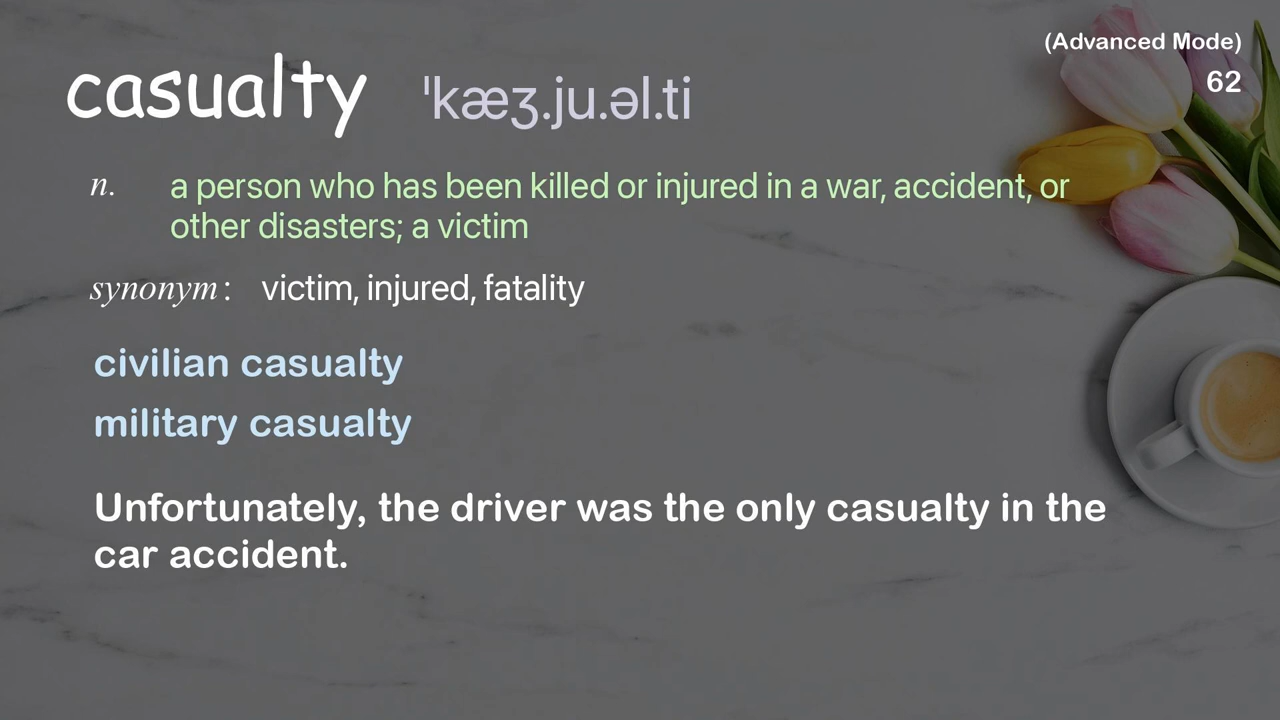 (Advanced Mode)
casualty ˈkæʒ.ju.əl.ti
62
n. a person who has been killed or injured in a war, accident, or
other disasters; a victim
synonym: victim, injured, fatality
civilian casualty
military casualty
Unfortunately, the driver was the only casualty in the
car accident.